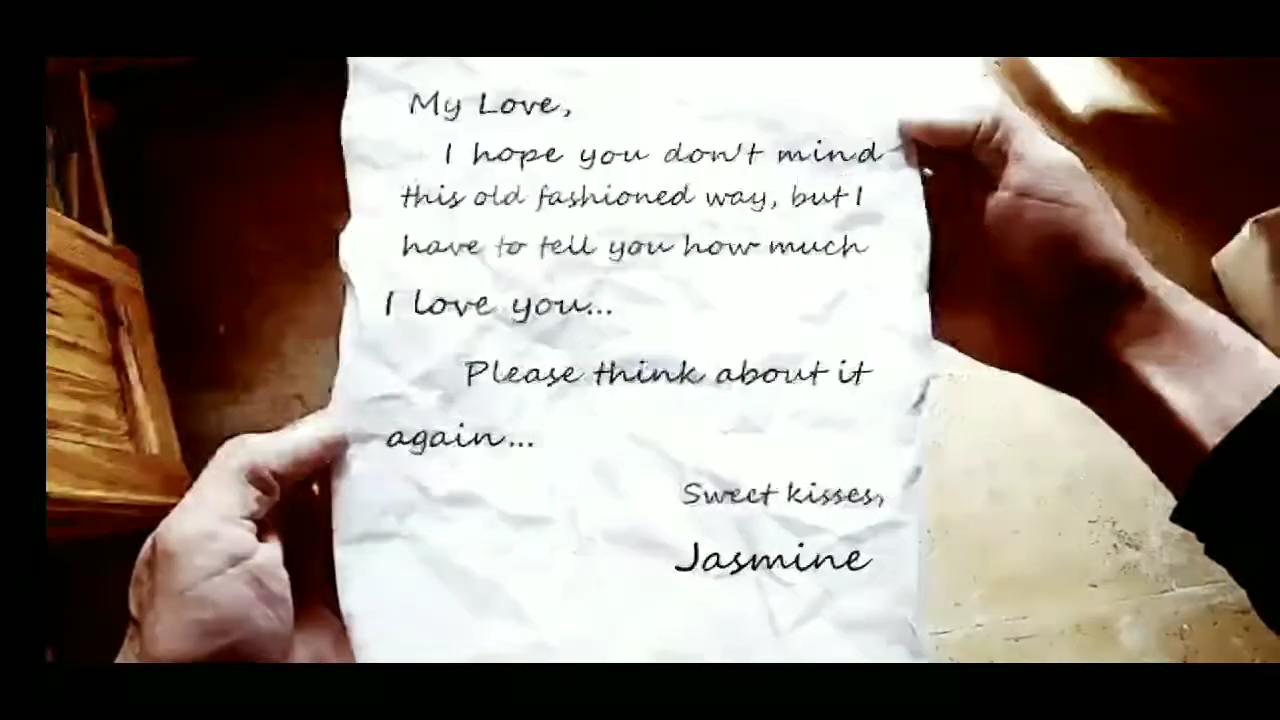 My Love,
I hope you don't mind
this old fashioned way, but I
have to tell you how much
I love you...
Please think about it
again...
Sweet kisses,
Jasmine